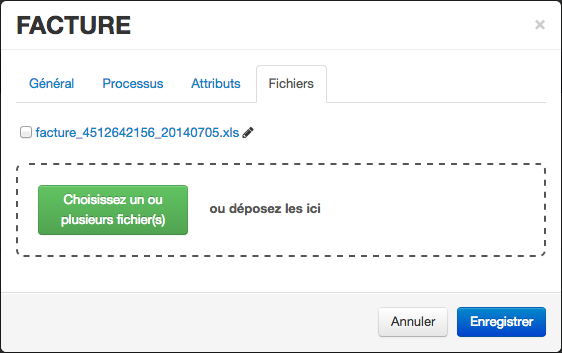 FACTURE ×
Général Processus Attributs Fichiers
facture_4512642156_20140705.xls
Choisissez un ou
plusieurs fichier(s)
ou déposez les ici
Annuler Enregistrer